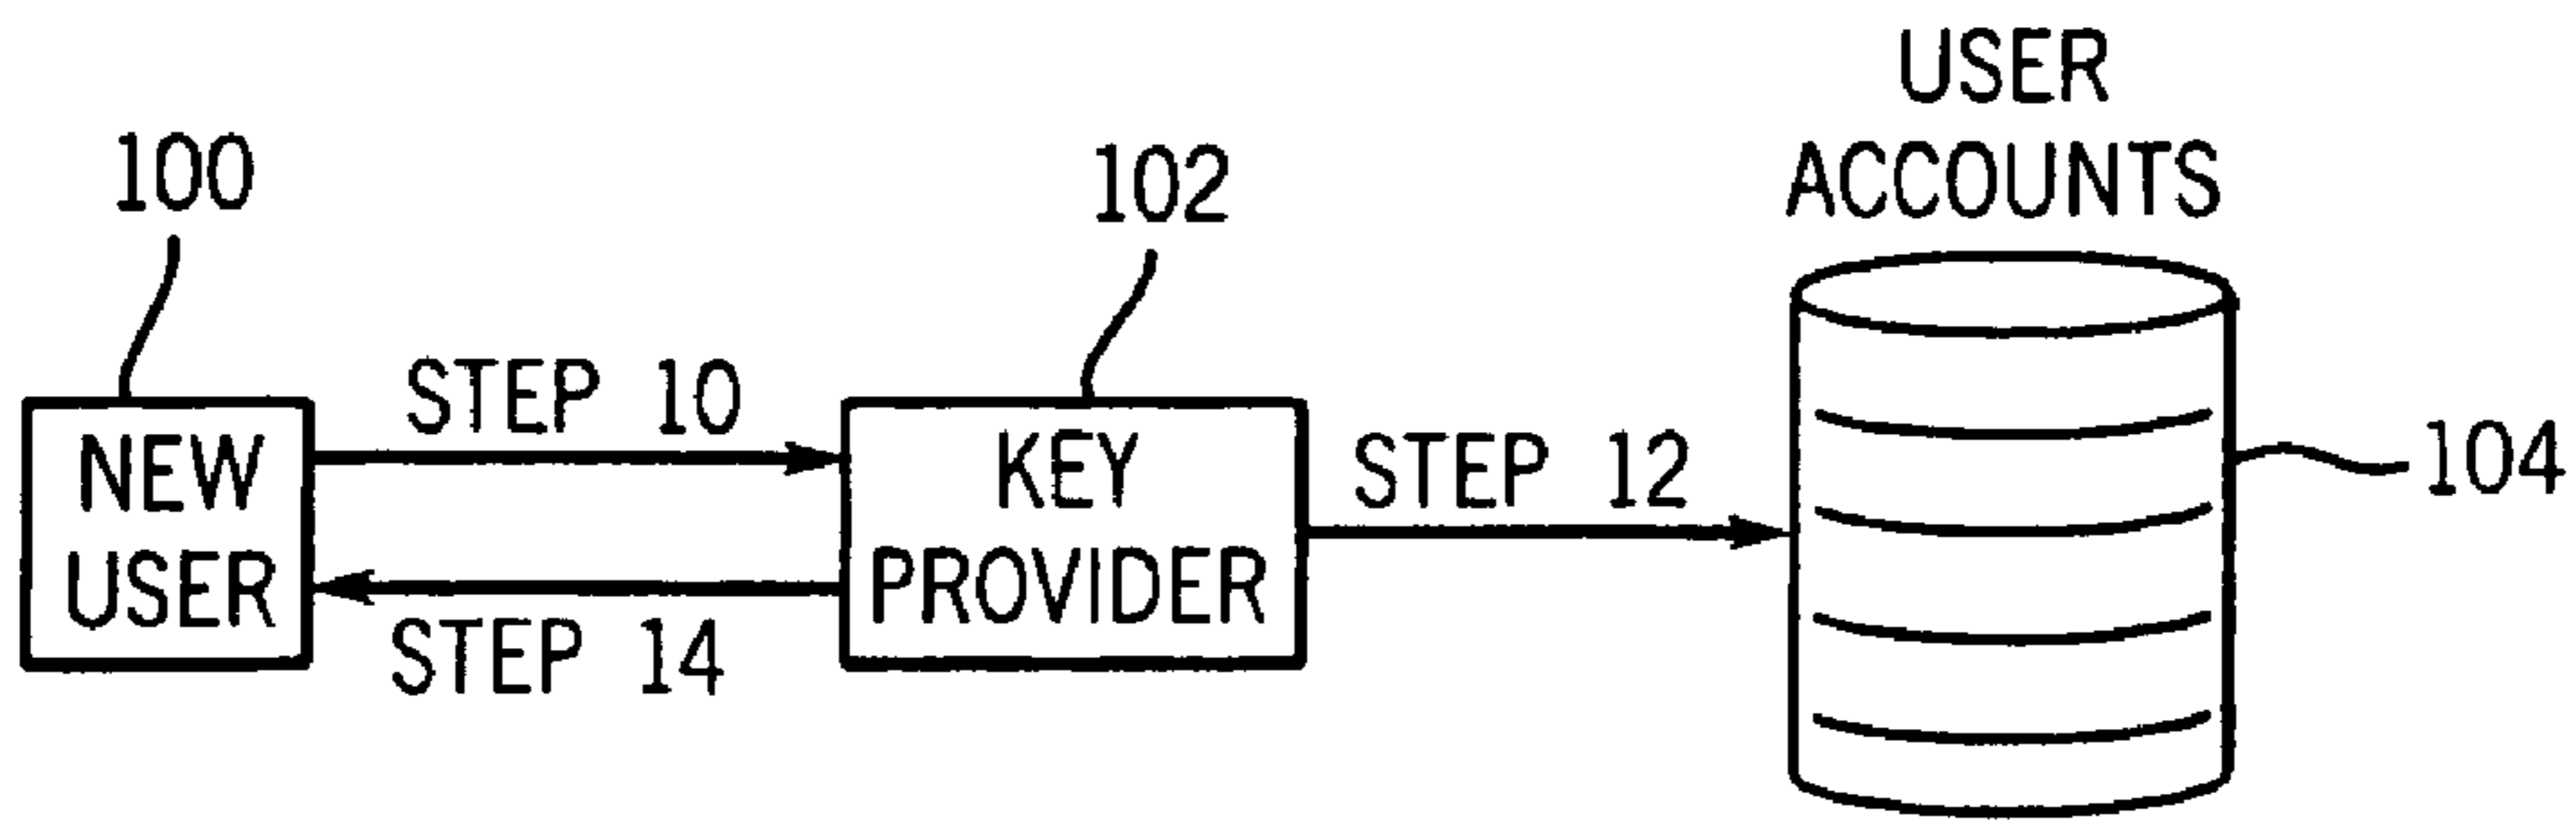 USER
ACCOUNTS
100
102
STEP 10
NEW
USER
KEY
PROVIDER
STEP 12
104
STEP 14